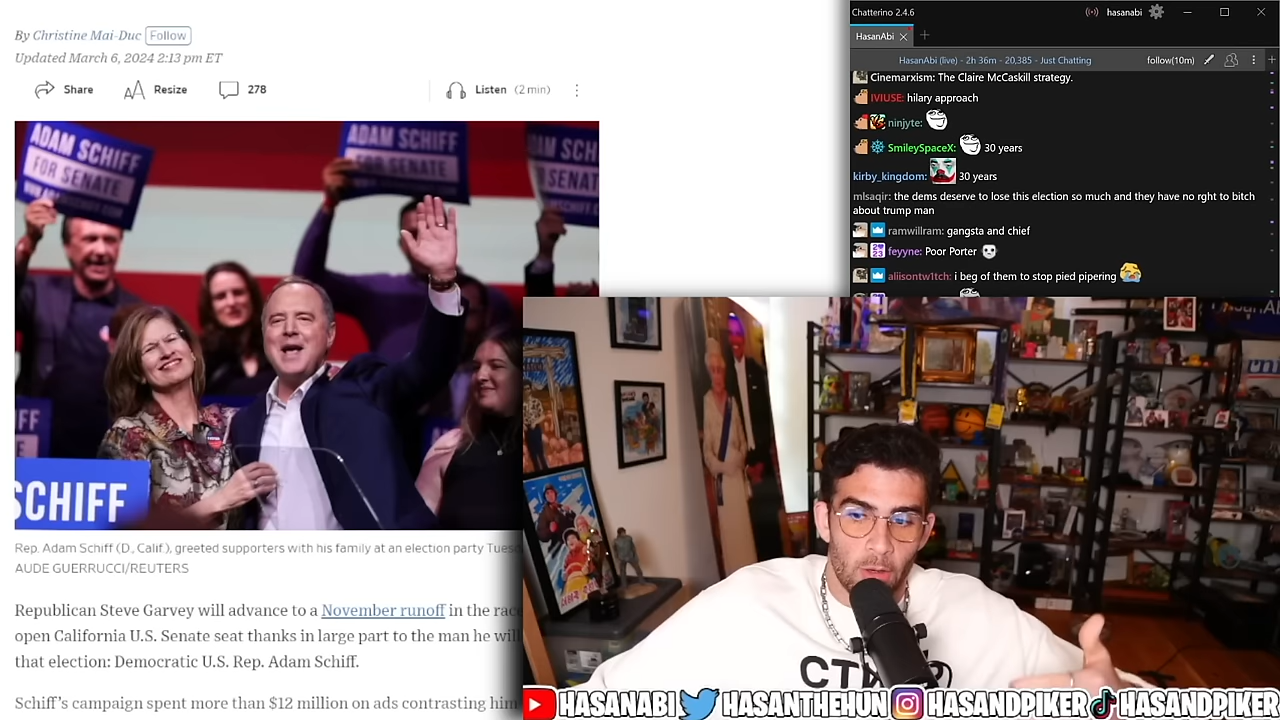 By Christine Mai-Duc Follow
Updated March 6, 2024 2:13 pm ET
Share Resize 278 Listen (2 min)
ADAM SCHIFF
FOR SENATE
ADAM SCHIFF
FOR SENATE
SCHIFF
Rep. Adam Schiff (D., Calif.), greeted supporters with his family at an election party
AUDE GUERRUCCI/REUTERS
Republican Steve Garvey will advance to a November runoff in the
open California U.S. Senate seat thanks in large part to the man he
that election: Democratic U.S. Rep. Adam Schiff.
Schiff's campaign spent more than $12 million on ads contrasting
Chatterino 2.4.6 hasanabi
HasanAbi
HasanAbi (live) - 2h 36m - 20,385 - Just Chatting follow(10m)
Cinemarxism: The Claire McCaskill strategy.
IVIUSE: hilary approach
ninjyte:
SmileySpaceX: 30 years
kirby_kingdom: 30 years
mlsaqir: the dems deserve to lose this election so much and they have no rght to bitch
about trump man
ramwillram: gangsta and chief
feyyne: Poor Porter
aliisontw1tch: i beg of them to stop pied pipering
HASANABI HASANTHEHUN HASANDPIKER HASANDPIKER